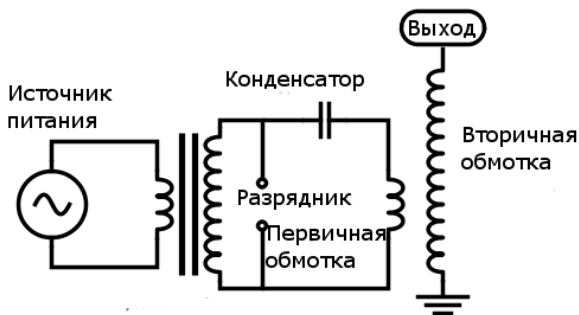 Выход
Конденсатор
Источник
питания
Вторичная
обмотка
Разрядник
Первичная
обмотка